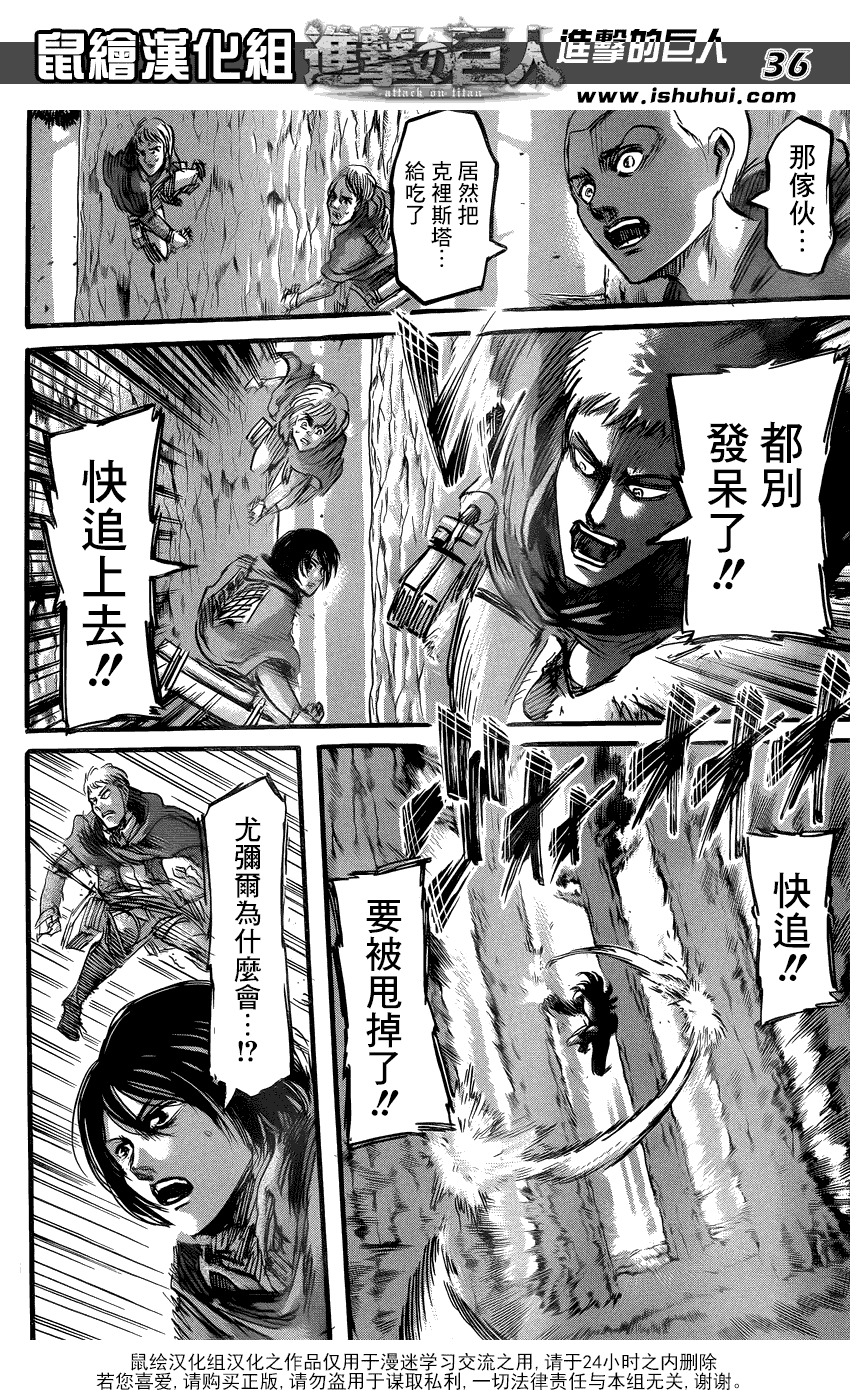 鼠繪漢化組
進撃の巨人
attack on titan
進擊的巨人
36
www.ishuhui.com
那傢伙…
居然把
克裡斯塔…
給吃了
都別
發呆了!!
快追上去!!
快追!!
要被甩掉了!!
尤彌爾為什麼會…!?
鼠绘汉化组汉化之作品仅用于漫迷学习交流之用, 请于24小时之内删除
若您喜爱, 请购买正版, 请勿盗用于谋取私利, 一切法律责任与本组无关, 谢谢.